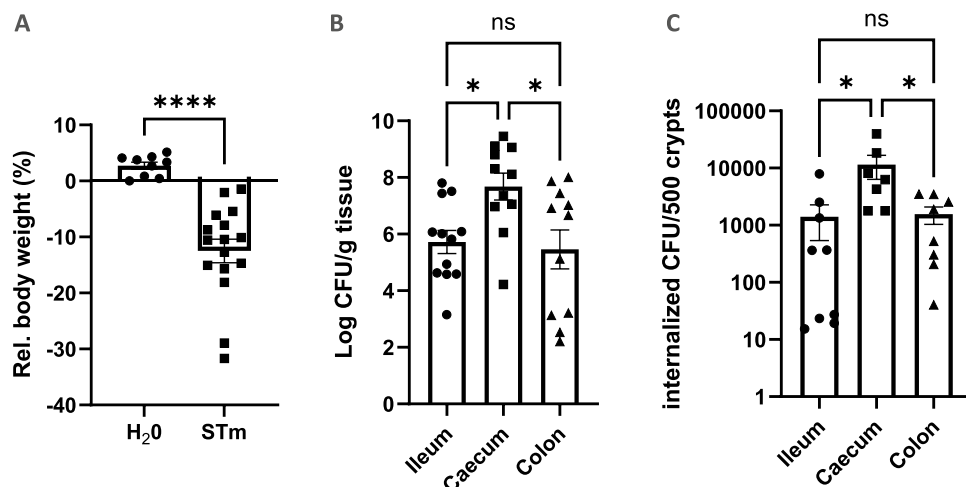 A
Rel. body weight (%)
****
10
0
-10
-20
-30
-40
H₂0
STm
B
Log CFU/g tissue
ns
*
*
10
8
6
4
2
0
Ileum
Caecum
Colon
C
internalized CFU/500 crypts
ns
*
*
100000
10000
1000
100
10
1
Ileum
Caecum
Colon